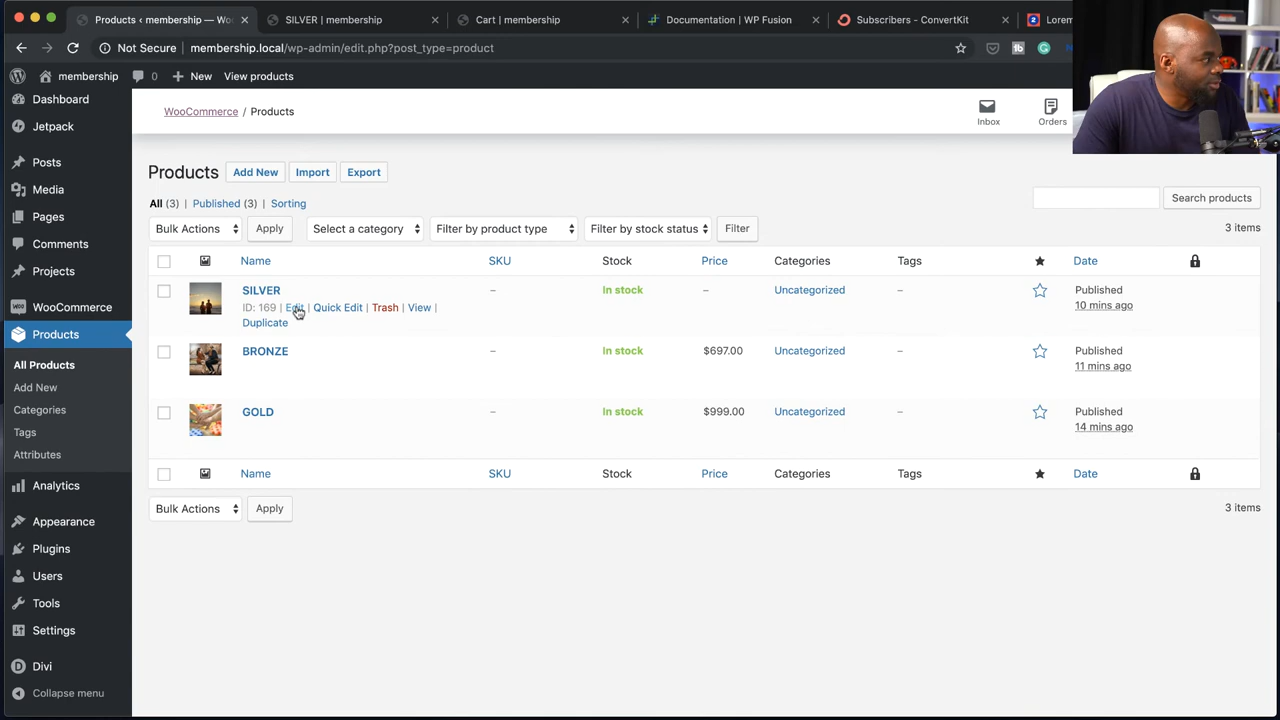 Products ‹ membership — Wo
SILVER | membership
Cart | membership
Documentation | WP Fusion
Subscribers - ConvertKit
Lorem
Not Secure | membership.local/wp-admin/edit.php?post_type=product
membership 0 New View products
Dashboard
Jetpack
Posts
Media
Pages
Comments
Projects
WooCommerce
Products
All Products
Add New
Categories
Tags
Attributes
Analytics
Appearance
Plugins
Users
Tools
Settings
Divi
Collapse menu
WooCommerce / Products
Inbox
Orders
Products Add New Import Export
All (3) | Published (3) | Sorting
Search products
Bulk Actions Apply Select a category Filter by product type Filter by stock status Filter
3 items
Name SKU Stock Price Categories Tags Date
SILVER – In stock – Uncategorized – Published
ID: 169 | Edit | Quick Edit | Trash | View | 10 mins ago
Duplicate
BRONZE – In stock $697.00 Uncategorized – Published
11 mins ago
GOLD – In stock $999.00 Uncategorized – Published
14 mins ago
Name SKU Stock Price Categories Tags Date
Bulk Actions Apply 3 items